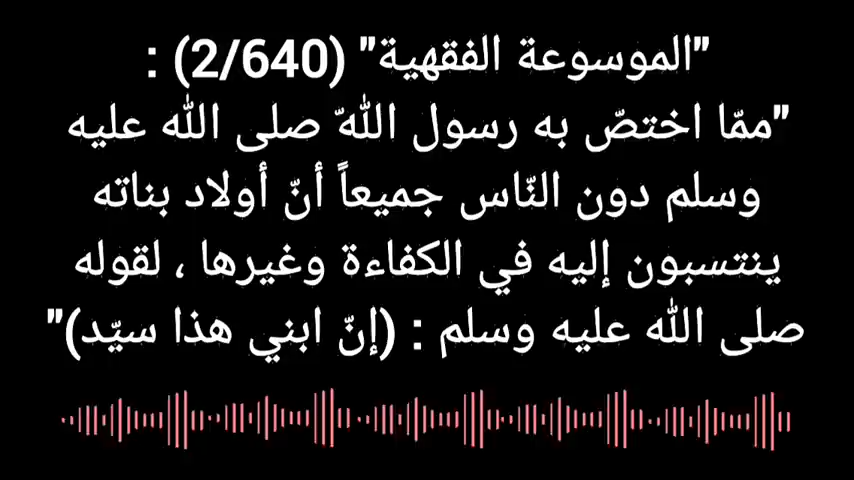 "الموسوعة الفقهية" (2/640) :
"ممّا اختصّ به رسول اللهّ صلى الله عليه
وسلم دون النّاس جميعاً أنّ أولاد بناته
ينتسبون إليه في الكفاءة وغيرها ، لقوله
صلى الله عليه وسلم : (إنّ ابني هذا سيّد)"